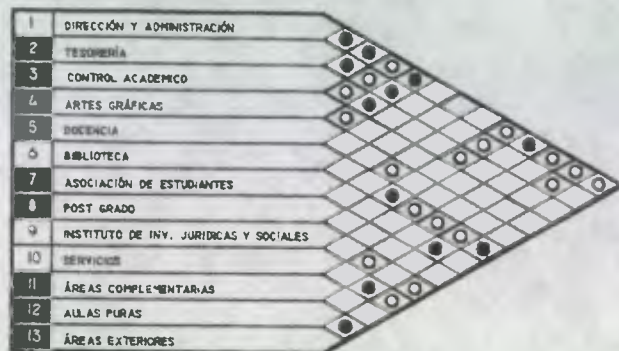 1 DIRECCIÓN Y ADMINISTRACIÓN
2 TESORERÍA
3 CONTROL ACADEMICO
4 ARTES GRÁFICAS
5 DOCENCIA
6 BIBLIOTECA
7 ASOCIACIÓN DE ESTUDIANTES
8 POST GRADO
9 INSTITUTO DE INV. JURIDICAS Y SOCIALES
10 SERVICIOS
11 ÁREAS COMPLEMENTARIAS
12 AULAS PURAS
13 ÁREAS EXTERIORES